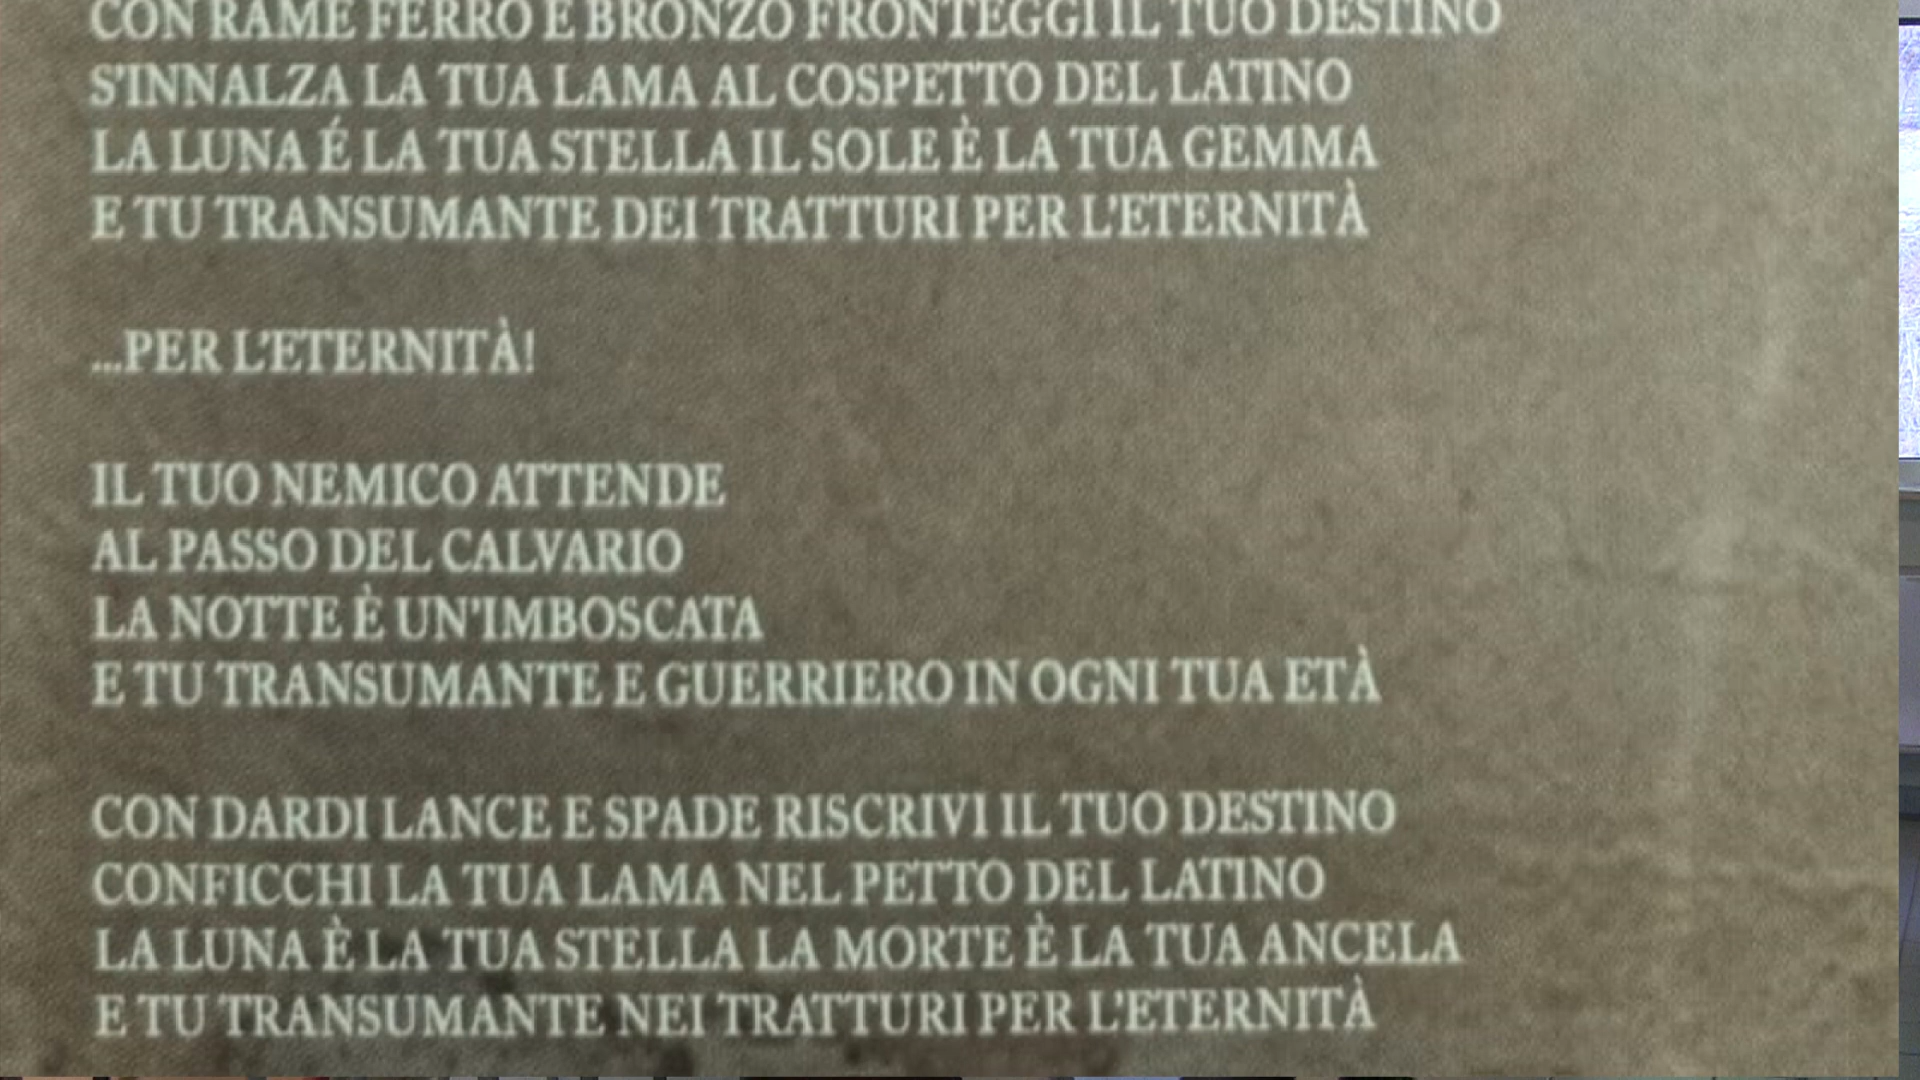 CON RAME FERRO E BRONZO FRONTEGGI IL TUO DESTINO
S'INNALZA LA TUA LAMA AL COSPETTO DEL LATINO
LA LUNA É LA TUA STELLA IL SOLE È LA TUA GEMMA
E TU TRANSUMANTE DEI TRATTURI PER L'ETERNITÀ
...PER L'ETERNITÀ!
IL TUO NEMICO ATTENDE
AL PASSO DEL CALVARIO
LA NOTTE È UN'IMBOSCATA
E TU TRANSUMANTE E GUERRIERO IN OGNI TUA ETÀ
CON DARDI LANCE E SPADE RISCRIVI IL TUO DESTINO
CONFICCHI LA TUA LAMA NEL PETTO DEL LATINO
LA LUNA È LA TUA STELLA LA MORTE È LA TUA ANCELA
E TU TRANSUMANTE NEI TRATTURI PER L'ETERNITÀ